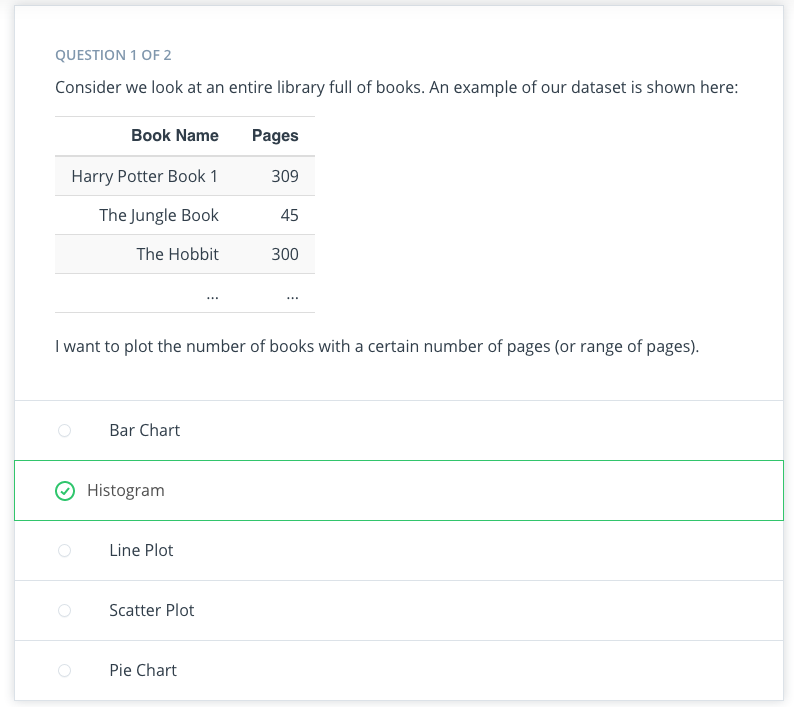 QUESTION 1 OF 2
Consider we look at an entire library full of books. An example of our dataset is shown here:
Book Name Pages
Harry Potter Book 1 309
The Jungle Book 45
The Hobbit 300
... ...
I want to plot the number of books with a certain number of pages (or range of pages).
Bar Chart
Histogram
Line Plot
Scatter Plot
Pie Chart